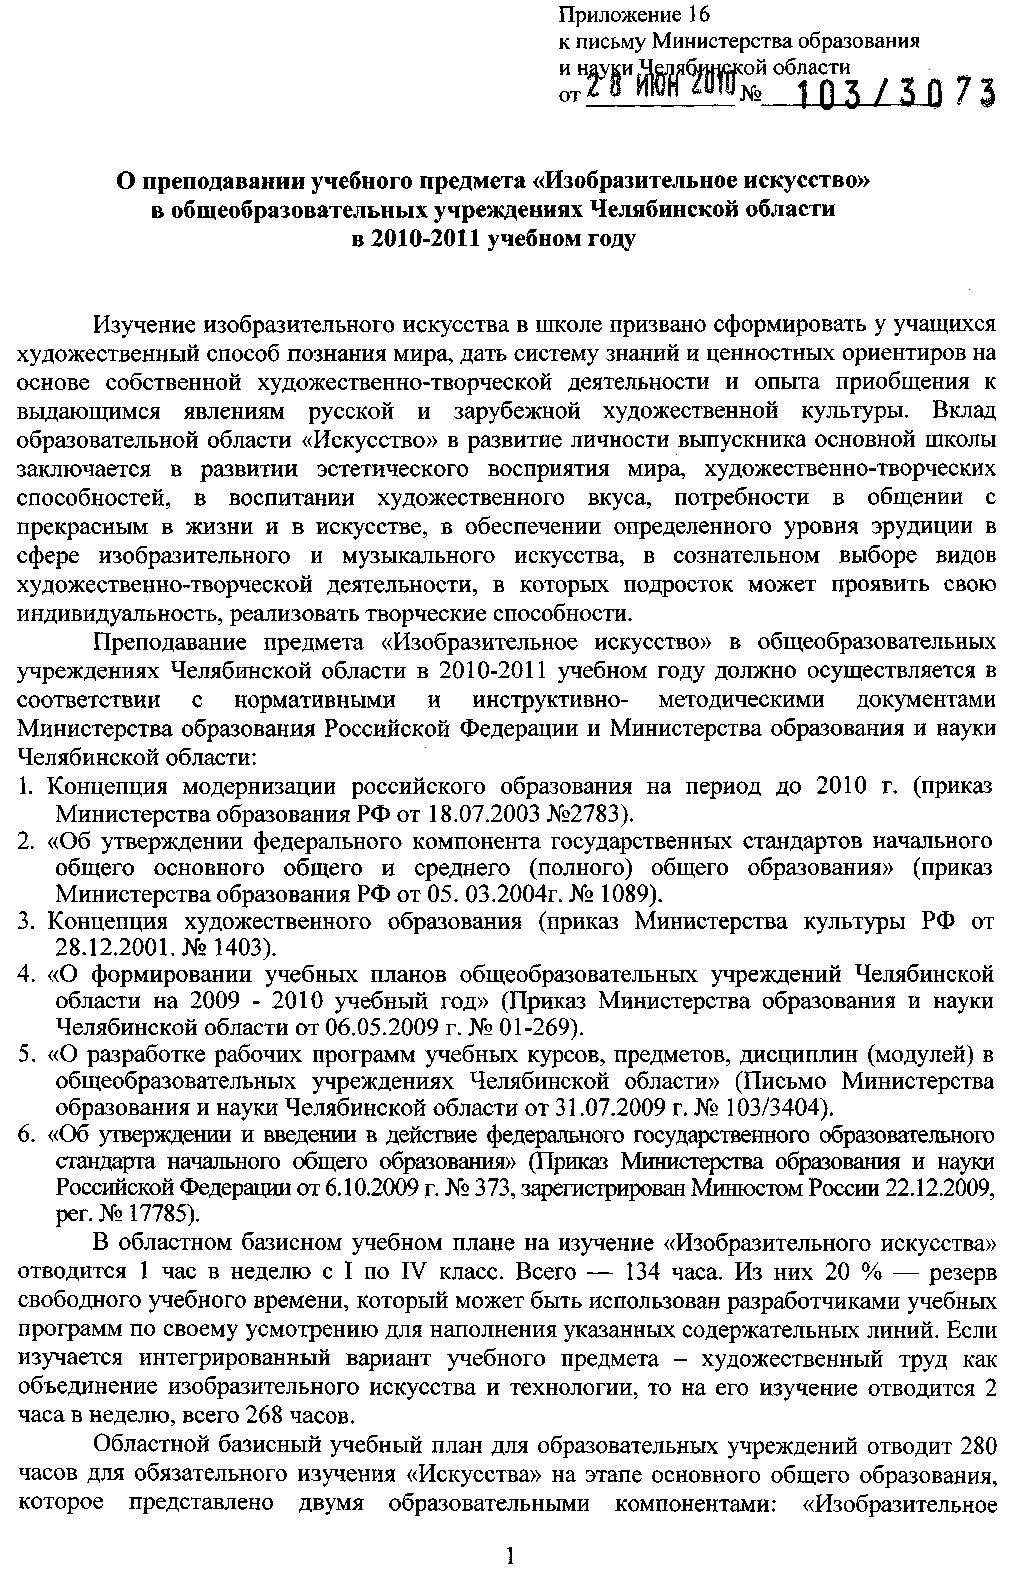 Приложение 16
к письму Министерства образования
и науки Челябинской области
от 28 ИЮН 2010 № 103/3073
О преподавании учебного предмета «Изобразительное искусство»
в общеобразовательных учреждениях Челябинской области
в 2010-2011 учебном году
Изучение изобразительного искусства в школе призвано сформировать у учащихся
художественный способ познания мира, дать систему знаний и ценностных ориентиров на
основе собственной художественно-творческой деятельности и опыта приобщения к
выдающимся явлениям русской и зарубежной художественной культуры. Вклад
образовательной области «Искусство» в развитие личности выпускника основной школы
заключается в развитии эстетического восприятия мира, художественно-творческих
способностей, в воспитании художественного вкуса, потребности в общении с
прекрасным в жизни и в искусстве, в обеспечении определенного уровня эрудиции в
сфере изобразительного и музыкального искусства, в сознательном выборе видов
художественно-творческой деятельности, в которых подросток может проявить свою
индивидуальность, реализовать творческие способности.
Преподавание предмета «Изобразительное искусство» в общеобразовательных
учреждениях Челябинской области в 2010-2011 учебном году должно осуществляется в
соответствии с нормативными и инструктивно- методическими документами
Министерства образования Российской Федерации и Министерства образования и науки
Челябинской области:
1. Концепция модернизации российского образования на период до 2010 г. (приказ
Министерства образования РФ от 18.07.2003 №2783).
2. «Об утверждении федерального компонента государственных стандартов начального
общего основного общего и среднего (полного) общего образования» (приказ
Министерства образования РФ от 05. 03.2004г. № 1089).
3. Концепция художественного образования (приказ Министерства культуры РФ от
28.12.2001. № 1403).
4. «О формировании учебных планов общеобразовательных учреждений Челябинской
области на 2009 - 2010 учебный год» (Приказ Министерства образования и науки
Челябинской области от 06.05.2009 г. № 01-269).
5. «О разработке рабочих программ учебных курсов, предметов, дисциплин (модулей) в
общеобразовательных учреждениях Челябинской области» (Письмо Министерства
образования и науки Челябинской области от 31.07.2009 г. № 103/3404).
6. «Об утверждении и введении в действие федерального государственного образовательного
стандарта начального общего образования» (Приказ Министерства образования и науки
Российской Федерации от 6.10.2009 г. № 373, зарегистрирован Минюстом России 22.12.2009,
рег. № 17785).
В областном базисном учебном плане на изучение «Изобразительного искусства»
отводится 1 час в неделю с I по IV класс. Всего — 134 часа. Из них 20 % — резерв
свободного учебного времени, который может быть использован разработчиками учебных
программ по своему усмотрению для наполнения указанных содержательных линий. Если
изучается интегрированный вариант учебного предмета – художественный труд как
объединение изобразительного искусства и технологии, то на его изучение отводится 2
часа в неделю, всего 268 часов.
Областной базисный учебный план для образовательных учреждений отводит 280
часов для обязательного изучения «Искусства» на этапе основного общего образования,
которое представлено двумя образовательными компонентами: «Изобразительное
1